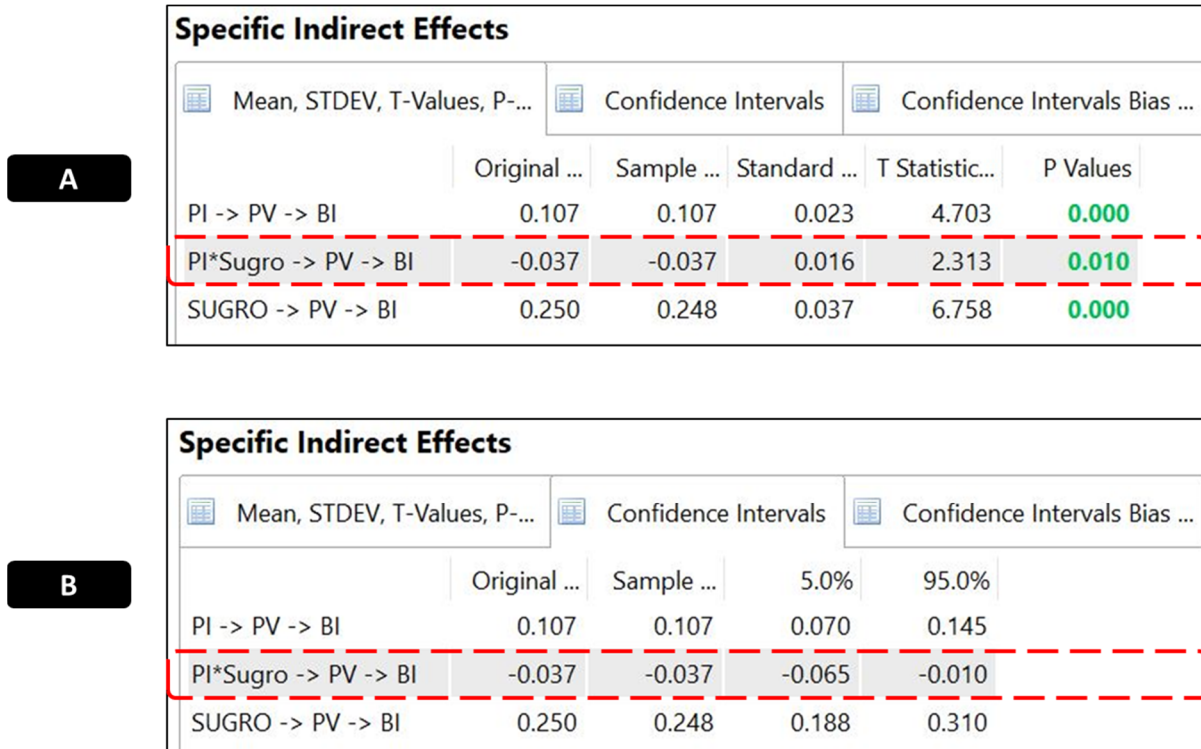 Specific Indirect Effects
Mean, STDEV, T-Values, P-... Confidence Intervals Confidence Intervals Bias ...
A
Original ... Sample ... Standard ... T Statistic... P Values
PI -> PV -> BI 0.107 0.107 0.023 4.703 0.000
PI*Sugro -> PV -> BI -0.037 -0.037 0.016 2.313 0.010
SUGRO -> PV -> BI 0.250 0.248 0.037 6.758 0.000
Specific Indirect Effects
Mean, STDEV, T-Values, P-... Confidence Intervals Confidence Intervals Bias ...
B
Original ... Sample ... 5.0% 95.0%
PI -> PV -> BI 0.107 0.107 0.070 0.145
PI*Sugro -> PV -> BI -0.037 -0.037 -0.065 -0.010
SUGRO -> PV -> BI 0.250 0.248 0.188 0.310